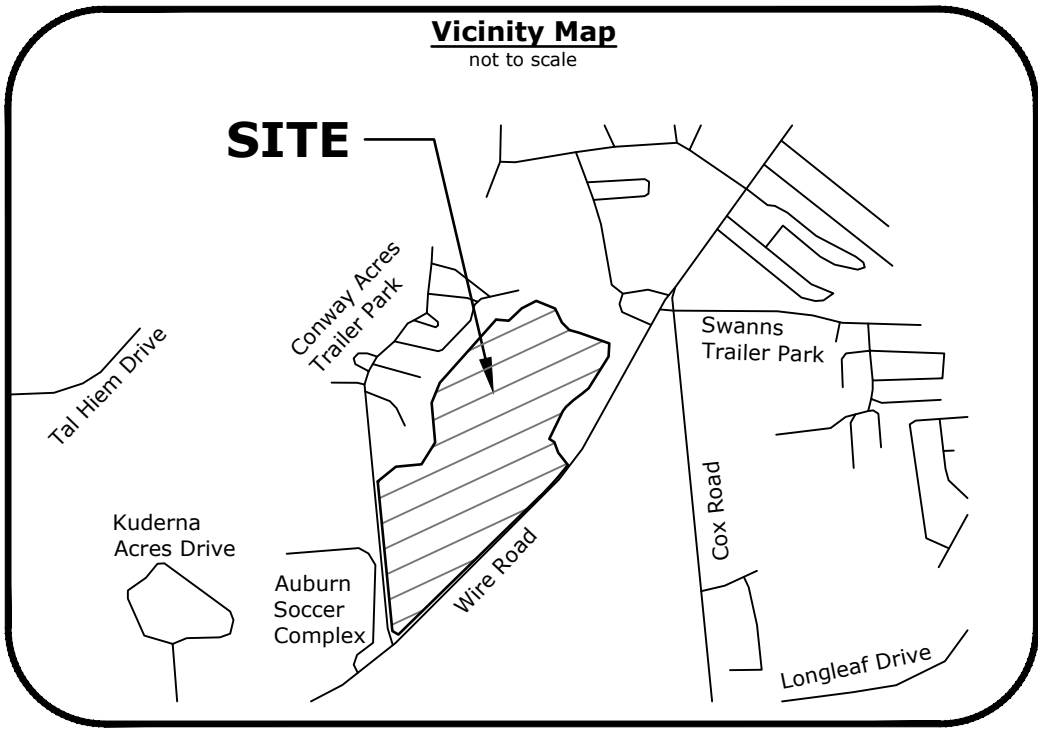 Vicinity Map
not to scale
SITE
Conway Acres
Trailer Park
Swanns
Trailer Park
Tal Hiem Drive
Cox Road
Kuderna
Acres Drive
Wire Road
Auburn
Soccer
Complex
Longleaf Drive